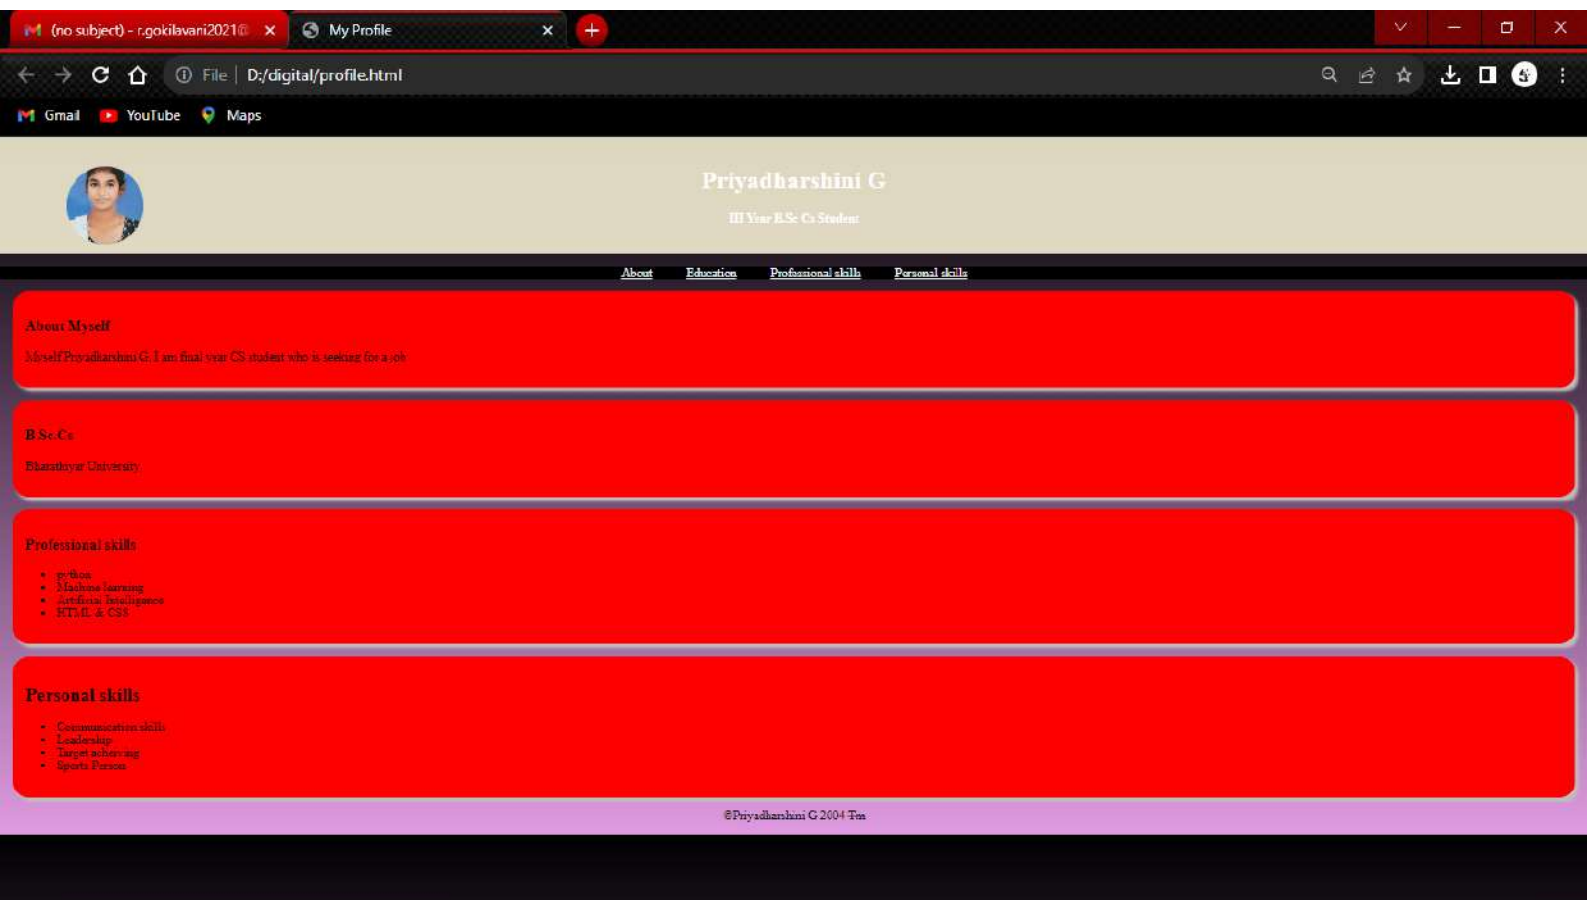 (no subject) - r.gokilavani2021@
My Profile
File | D:/digital/profile.html
Gmail YouTube Maps
Priyadharshini G
III Year B.Sc Cs Student
About Education Professional skills Personal skills
About Myself
Myself Priyadharshini G, I am final year CS student who is seeking for a job
B.Sc.Cs
Bharathiyar University
Professional skills
• python
• Machine learning
• Artificial Intelligence
• HTML & CSS
Personal skills
• Communication skills
• Leadership
• Target
• Sports Person
©Priyadharshini G 2004 Tm